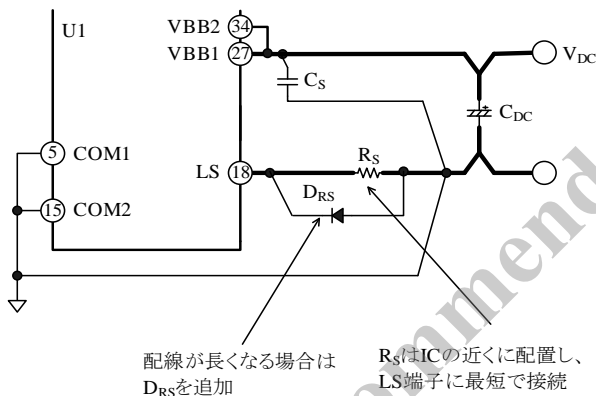 U1
VBB2
34
VBB1
27
V_DC
C_S
C_DC
5
COM1
LS
18
R_S
15
COM2
D_RS
配線が長くなる場合は
D_RSを追加
R_SはICの近くに配置し、
LS端子に最短で接続
ommend